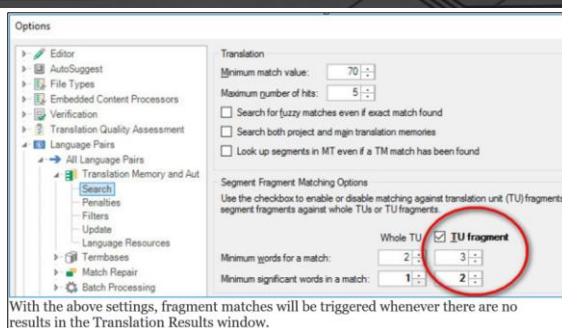 Options
Editor
AutoSuggest
File Types
Embedded Content Processors
Verification
Translation Quality Assessment
Language Pairs
All Language Pairs
Translation Memory and Aut
Search
Penalties
Filters
Update
Language Resources
Termbases
Match Repair
Batch Processing
Translation
Minimum match value: 70
Maximum number of hits: 5
Search for fuzzy matches even if exact match found
Search both project and main translation memories
Look up segments in MT even if a TM match has been found
Segment Fragment Matching Options
Use the checkbox to enable or disable matching against translation unit (TU) fragments
segment fragments against whole TUs or TU fragments.
Whole TU TU fragment
Minimum words for a match: 2 3
Minimum significant words in a match: 1 2
With the above settings, fragment matches will be triggered whenever there are no
results in the Translation Results window.